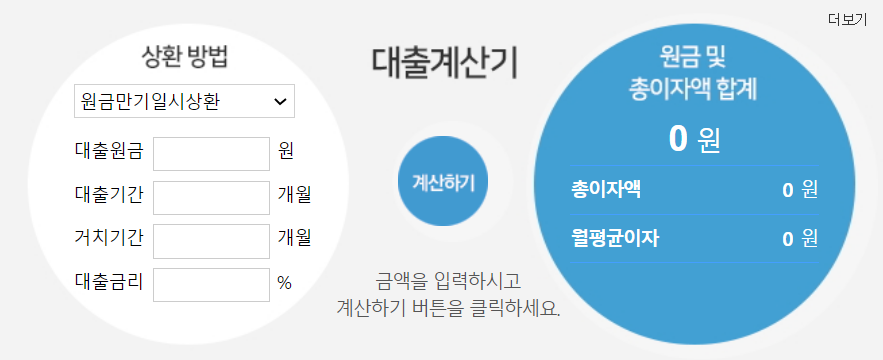 더보기
상환 방법
원금만기일시상환
대출원금 원
대출기간 개월
거치기간 개월
대출금리 %
대출계산기
계산하기
금액을 입력하시고
계산하기 버튼을 클릭하세요.
원금 및
총이자액 합계
0 원
총이자액 0 원
월평균이자 0 원